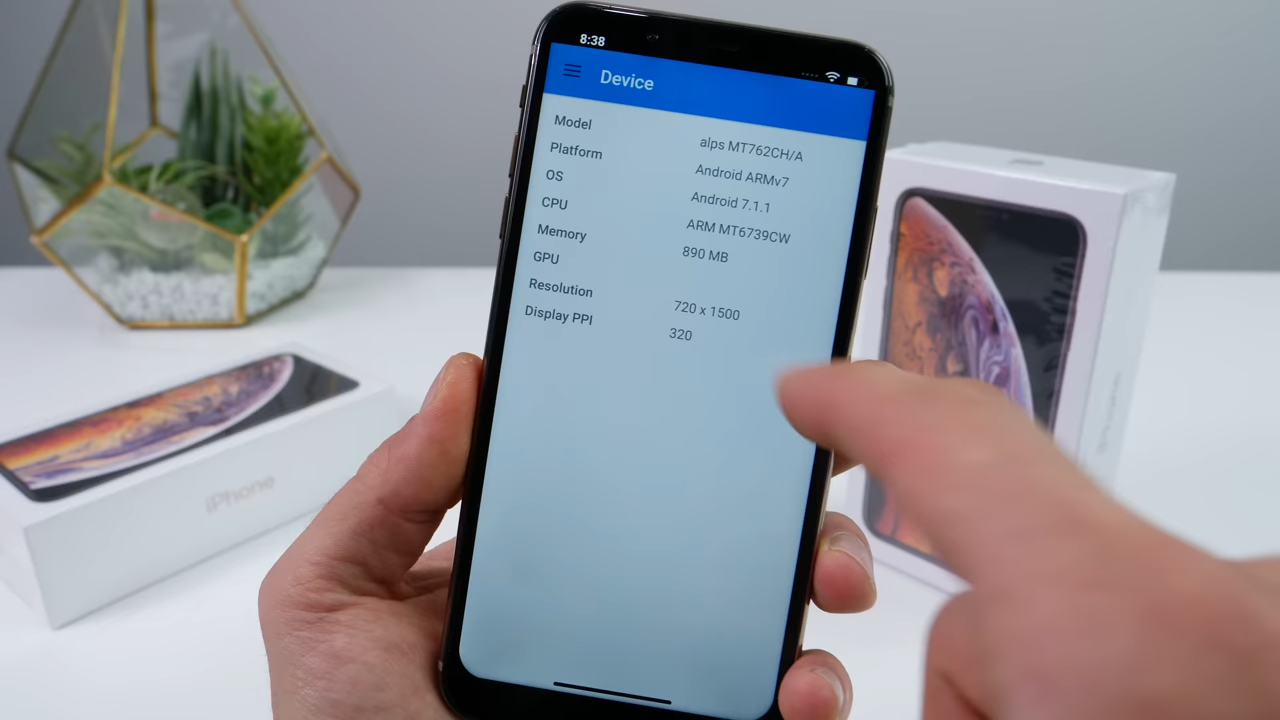 8:38
Device
Model alps MT762CH/A
Platform Android ARMv7
OS Android 7.1.1
CPU ARM MT6739CW
Memory 890 MB
GPU
Resolution 720 x 1500
Display PPI 320
iPhone